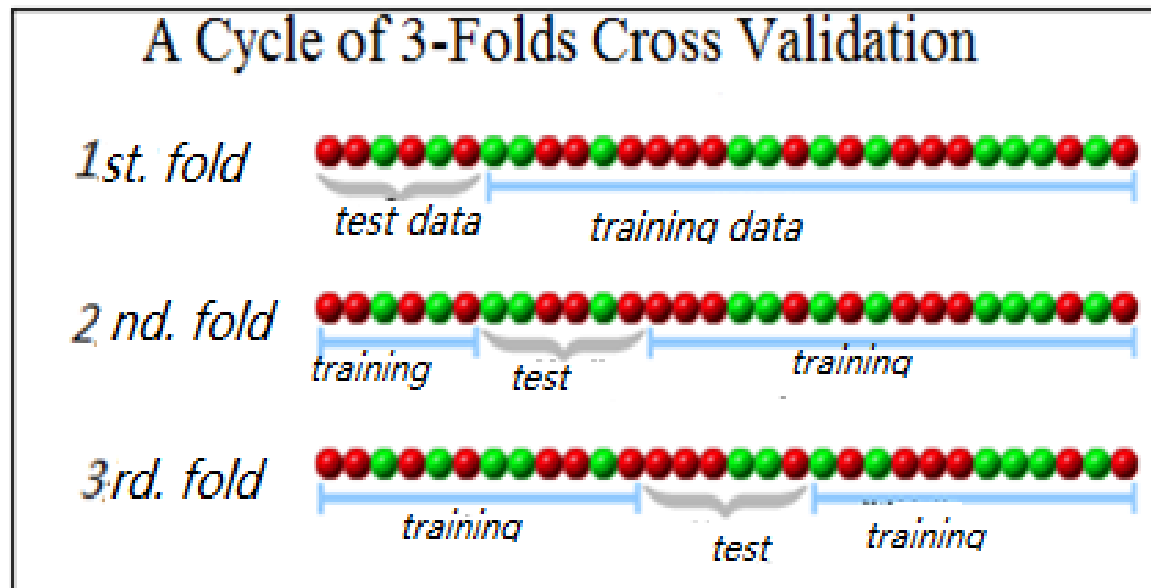 A Cycle of 3-Folds Cross Validation
1st. fold
test data
training data
2 nd. fold
training
test
training
3rd. fold
training
test
training